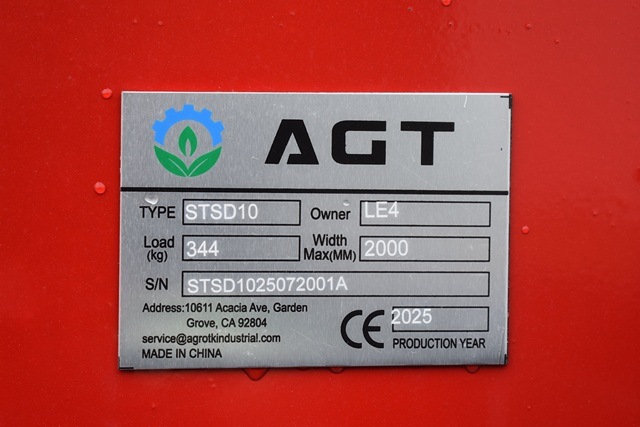 AGT
TYPE STSD10 Owner LE4
Load (kg) 344 Width Max(MM) 2000
S/N STSD1025072001A
Address:10611 Acacia Ave, Garden
Grove, CA 92804
service@agrotkindustrial.com
MADE IN CHINA
CE 2025
PRODUCTION YEAR